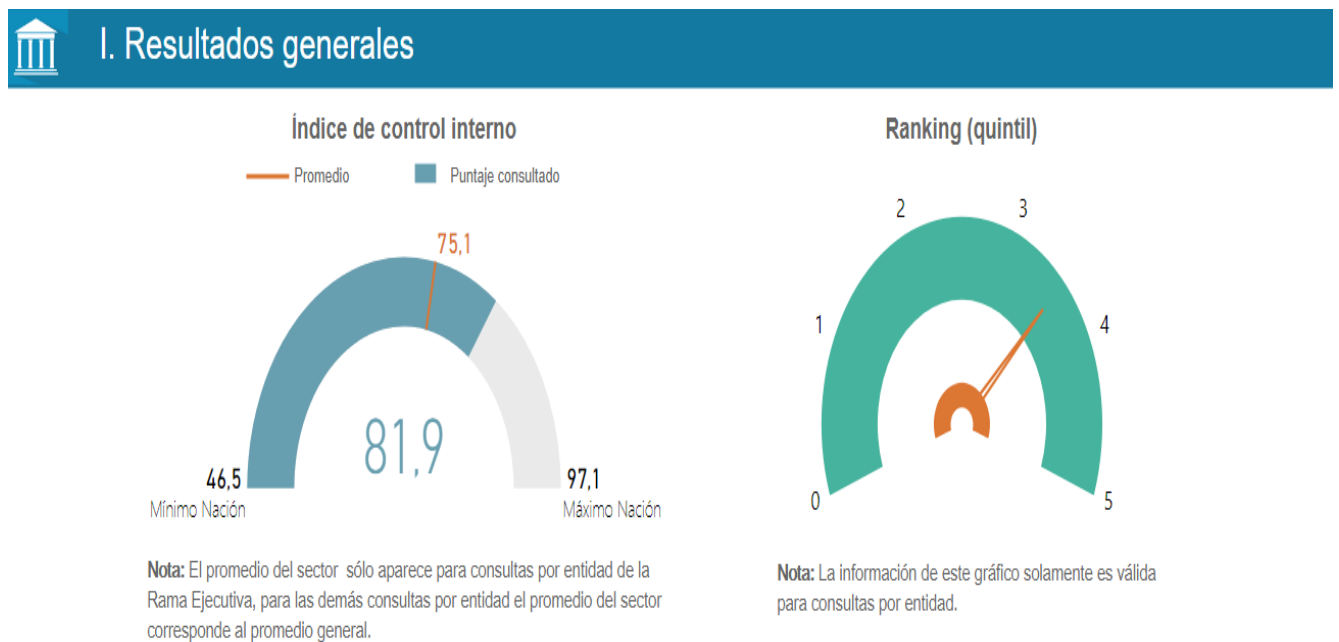 I. Resultados generales
Índice de control interno
Promedio
Puntaje consultado
75,1
81,9
46,5
Mínimo Nación
97,1
Máximo Nación
Nota: El promedio del sector sólo aparece para consultas por entidad de la
Rama Ejecutiva, para las demás consultas por entidad el promedio del sector
corresponde al promedio general.
Ranking (quintil)
0
1
2
3
4
5
Nota: La información de este gráfico solamente es válida
para consultas por entidad.